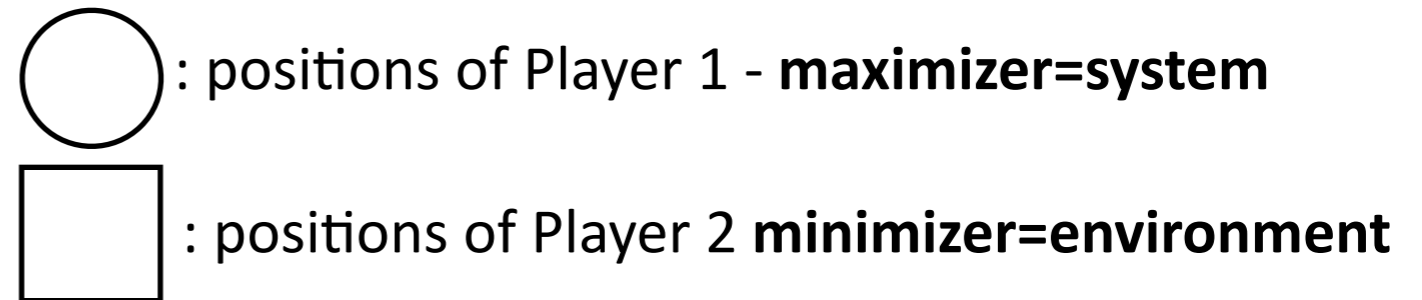 : positions of Player 1 - maximizer=system
: positions of Player 2 minimizer=environment